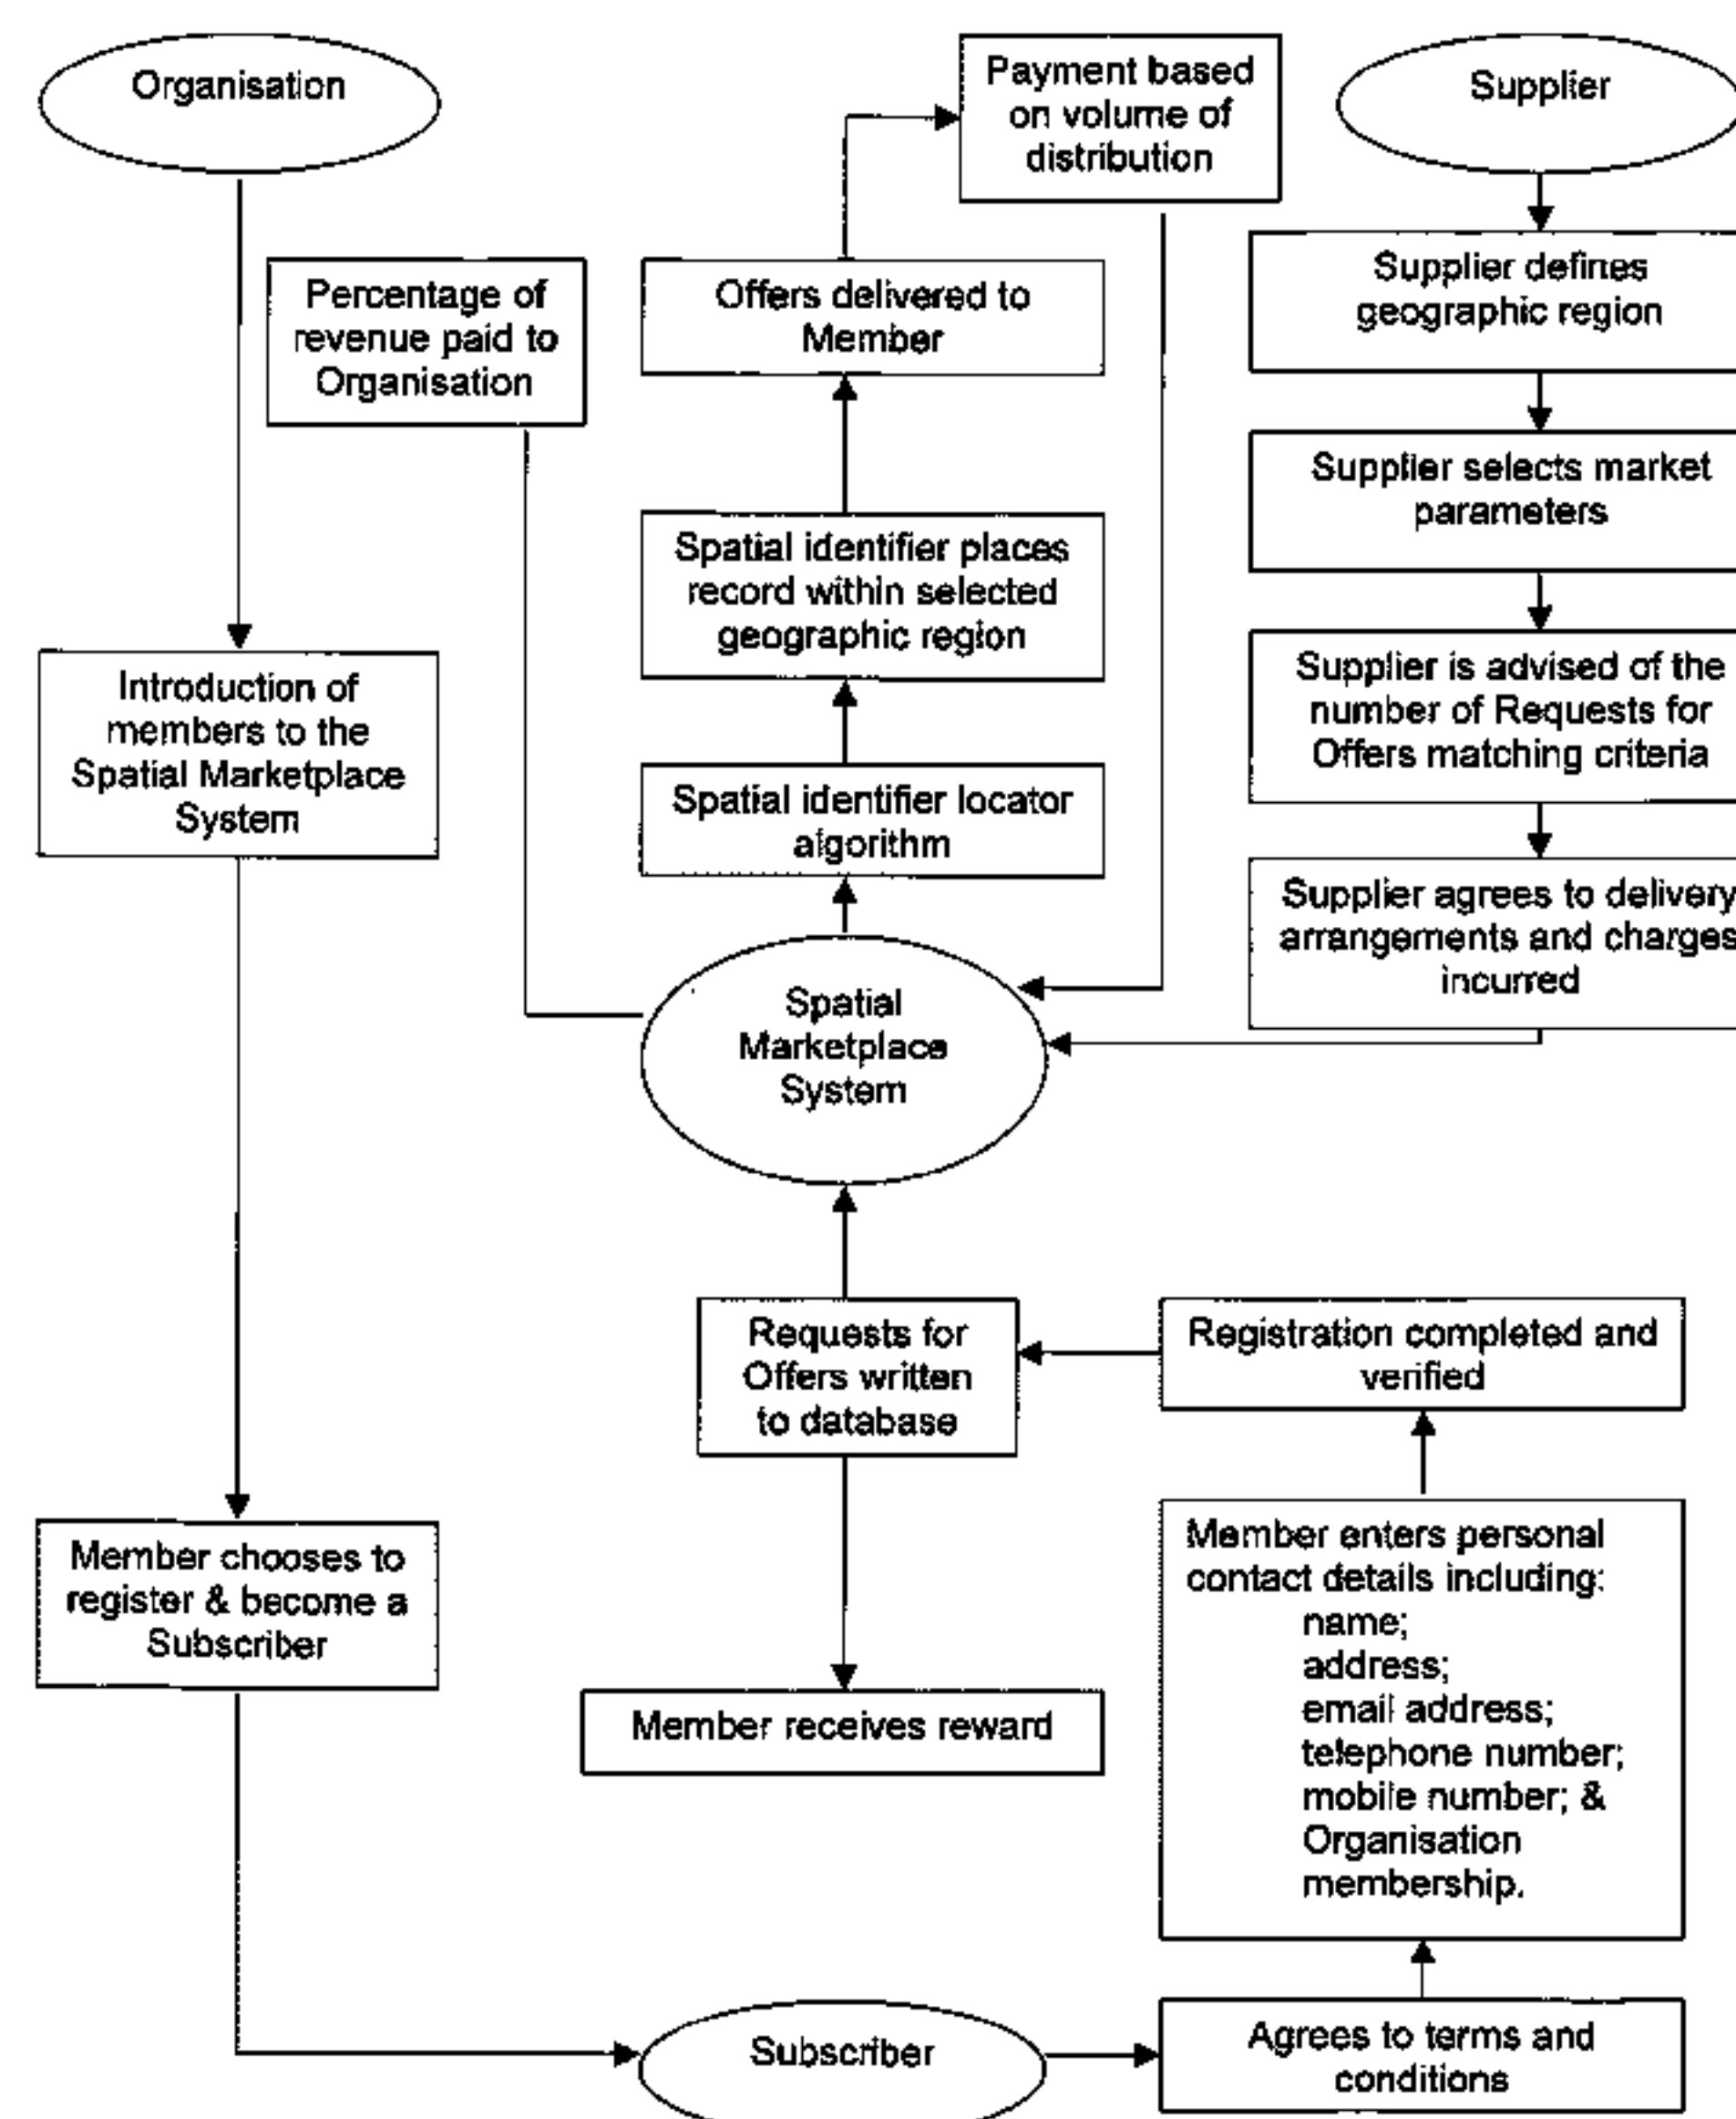 Organisation
Payment based
on volume of
distribution
Supplier
Percentage of
revenue paid to
Organisation
Offers delivered to
Member
Supplier defines
geographic region
Supplier selects market
parameters
Spatial identifier places
record within selected
geographic region
Introduction of
members to the
Spatial Marketplace
System
Supplier is advised of the
number of Requests for
Offers matching criteria
Spatial identifier locator
algorithm
Supplier agrees to delivery
arrangements and charges
incurred
Spatial
Marketplace
System
Requests for
Offers written
to database
Registration completed and
verified
Member chooses to
register & become a
Subscriber
Member enters personal
contact details including:
name;
address;
email address;
telephone number;
mobile number; &
Organisation
membership.
Member receives reward
Subscriber
Agrees to terms and
conditions